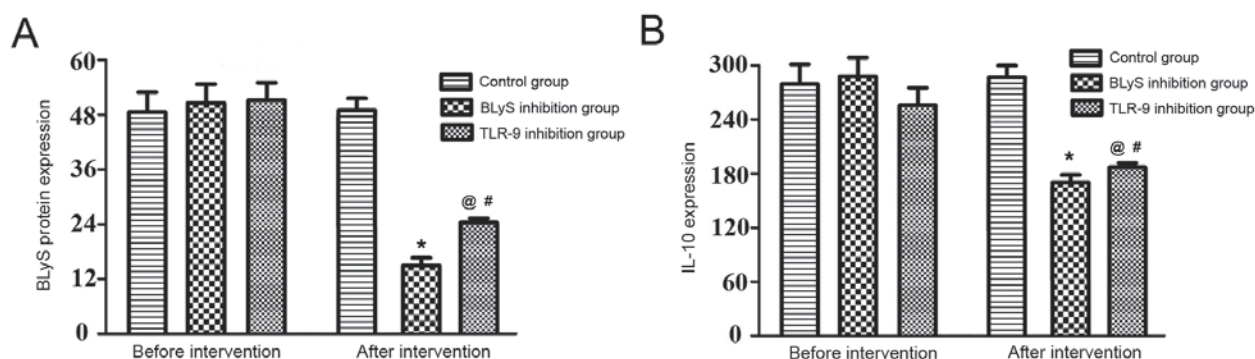 A
BLyS protein expression
60
48
36
24
12
0
Control group
BLyS inhibition group
TLR-9 inhibition group
*
@ #
Before intervention
After intervention
B
IL-10 expression
300
240
180
120
60
0
Control group
BLyS inhibition group
TLR-9 inhibition group
*
@ #
Before intervention
After intervention